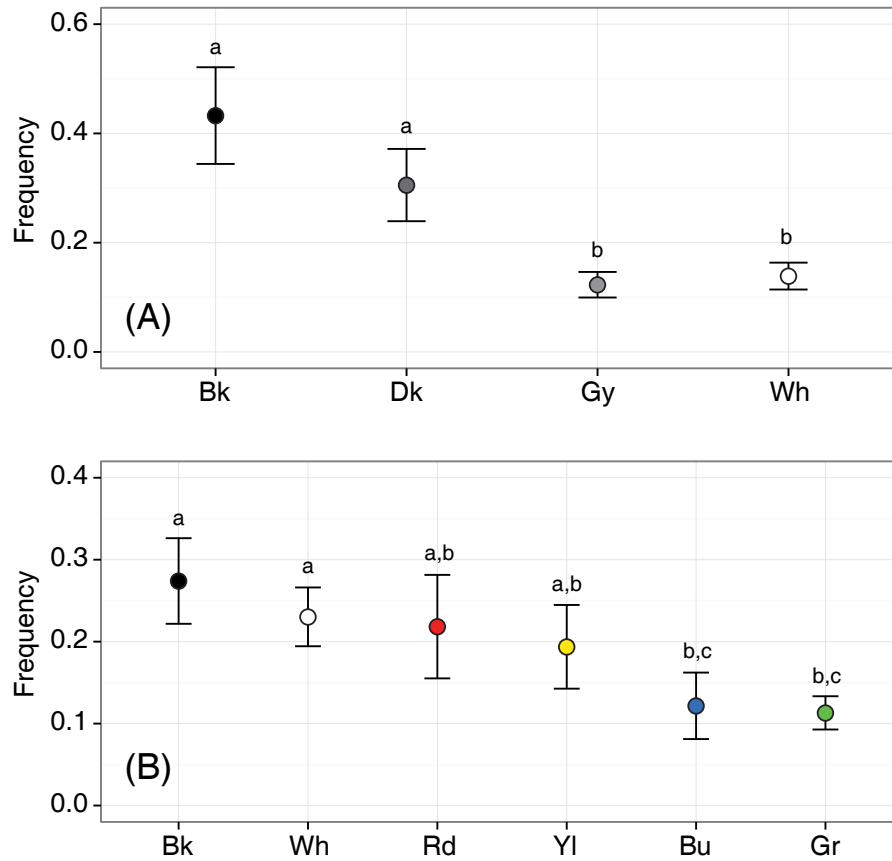 0.6
a
Frequency
0.4
a
0.2
b
b
(A)
0.0
Bk Dk Gy Wh
0.4
a
a
a,b
a,b
0.3
Frequency
0.2
b,c
b,c
0.1
(B)
0.0
Bk Wh Rd Yl Bu Gr